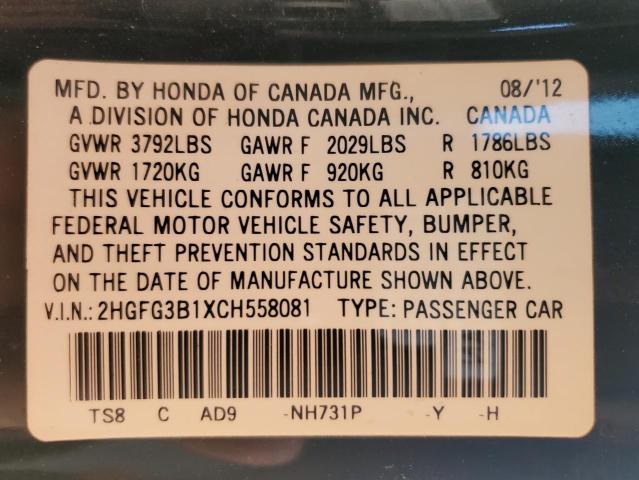 MFD. BY HONDA OF CANADA MFG., 08/'12
A DIVISION OF HONDA CANADA INC. CANADA
GVWR 3792LBS GAWR F 2029LBS R 1786LBS
GVWR 1720KG GAWR F 920KG R 810KG
THIS VEHICLE CONFORMS TO ALL APPLICABLE
FEDERAL MOTOR VEHICLE SAFETY, BUMPER,
AND THEFT PREVENTION STANDARDS IN EFFECT
ON THE DATE OF MANUFACTURE SHOWN ABOVE.
V.I.N.: 2HGFG3B1XCH558081 TYPE: PASSENGER CAR
TS8 C AD9 -NH731P -Y -H